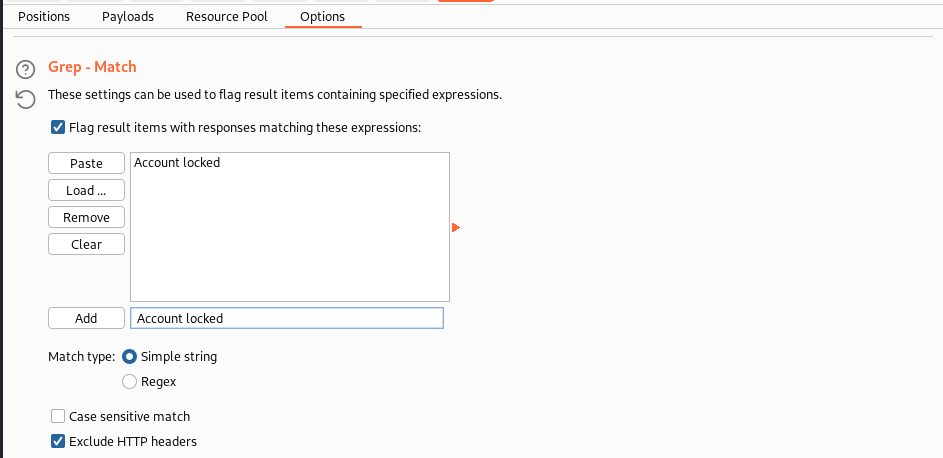 Positions Payloads Resource Pool Options
Grep - Match
These settings can be used to flag result items containing specified expressions.
Flag result items with responses matching these expressions:
Paste Account locked
Load ...
Remove
Clear
Add Account locked
Match type: Simple string
Regex
Case sensitive match
Exclude HTTP headers